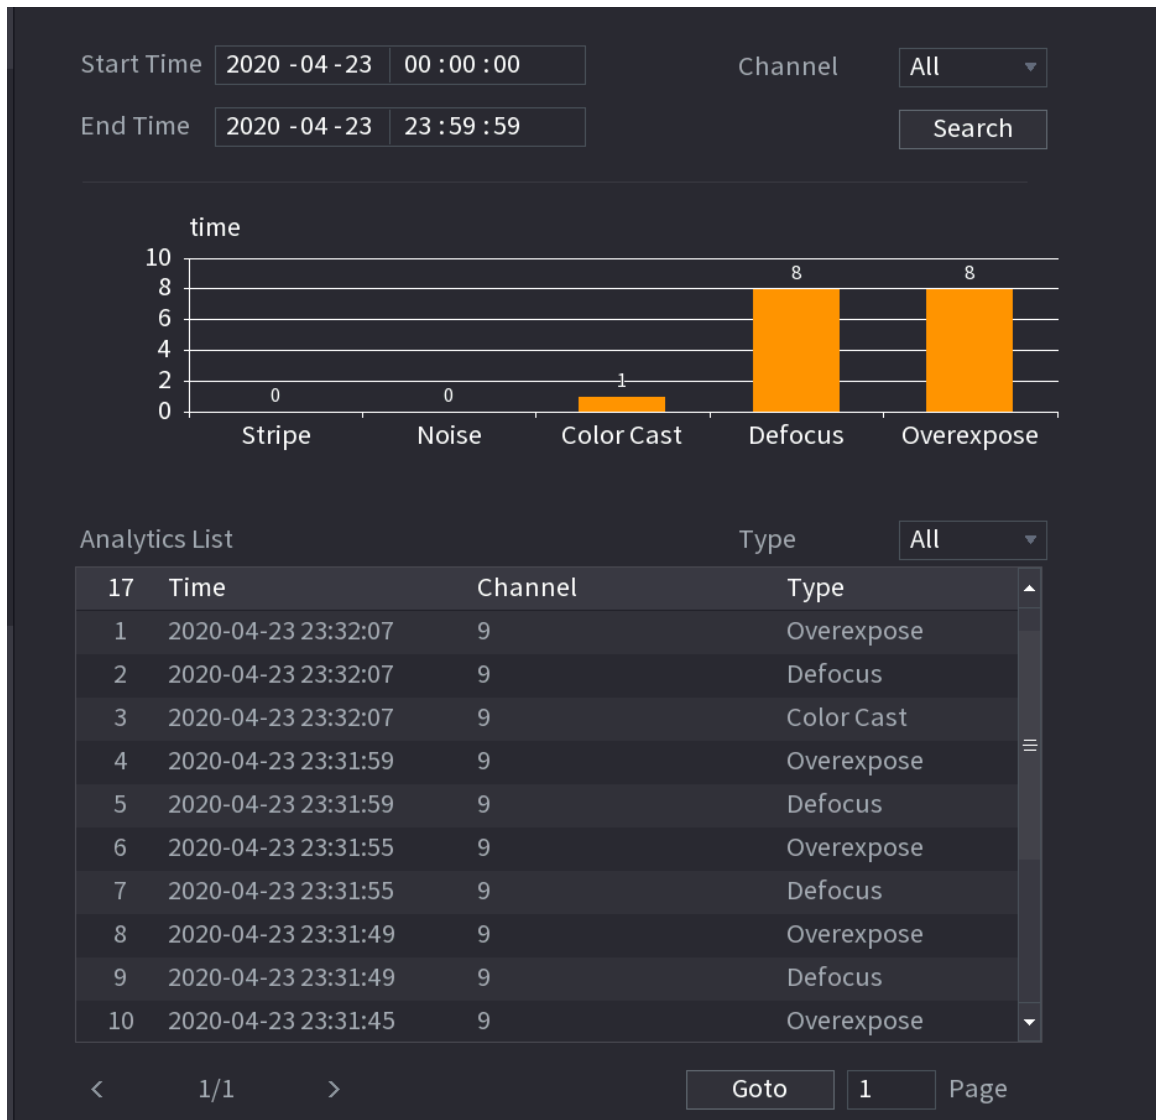 Start Time 2020 -04 -23 00 : 00 : 00 Channel All
End Time 2020 -04 -23 23 : 59 : 59 Search
time
10
8 8 8
6
4
2 1
0 0 0
Stripe Noise Color Cast Defocus Overexpose
Analytics List Type All
17 Time Channel Type
1 2020-04-23 23:32:07 9 Overexpose
2 2020-04-23 23:32:07 9 Defocus
3 2020-04-23 23:32:07 9 Color Cast
4 2020-04-23 23:31:59 9 Overexpose
5 2020-04-23 23:31:59 9 Defocus
6 2020-04-23 23:31:55 9 Overexpose
7 2020-04-23 23:31:55 9 Defocus
8 2020-04-23 23:31:49 9 Overexpose
9 2020-04-23 23:31:49 9 Defocus
10 2020-04-23 23:31:45 9 Overexpose
< 1/1 > Goto 1 Page